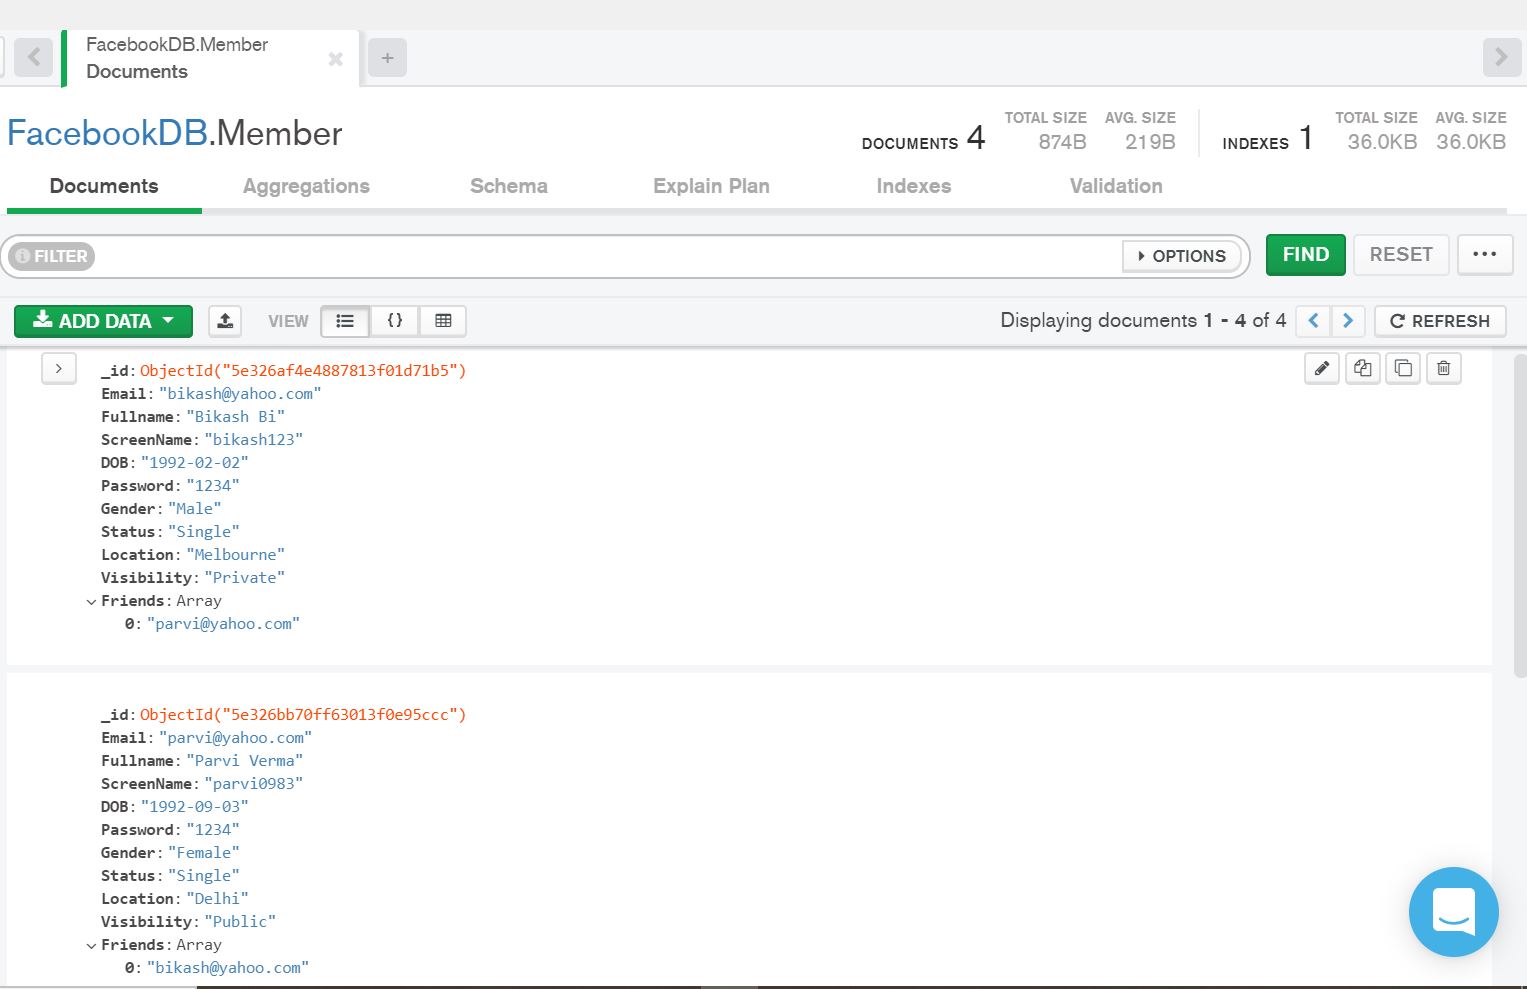 FacebookDB.Member
Documents
FacebookDB.Member
DOCUMENTS 4 TOTAL SIZE 874B AVG. SIZE 219B INDEXES 1 TOTAL SIZE 36.0KB AVG. SIZE 36.0KB
Documents Aggregations Schema Explain Plan Indexes Validation
FILTER OPTIONS FIND RESET ...
ADD DATA VIEW {} Displaying documents 1 - 4 of 4 REFRESH
_id: ObjectId("5e326af4e4887813f01d71b5")
Email: "bikash@yahoo.com"
Fullname: "Bikash Bi"
ScreenName: "bikash123"
DOB: "1992-02-02"
Password: "1234"
Gender: "Male"
Status: "Single"
Location: "Melbourne"
Visibility: "Private"
Friends: Array
0: "parvi@yahoo.com"
_id: ObjectId("5e326bb70ff63013f0e95ccc")
Email: "parvi@yahoo.com"
Fullname: "Parvi Verma"
ScreenName: "parvi0983"
DOB: "1992-09-03"
Password: "1234"
Gender: "Female"
Status: "Single"
Location: "Delhi"
Visibility: "Public"
Friends: Array
0: "bikash@yahoo.com"